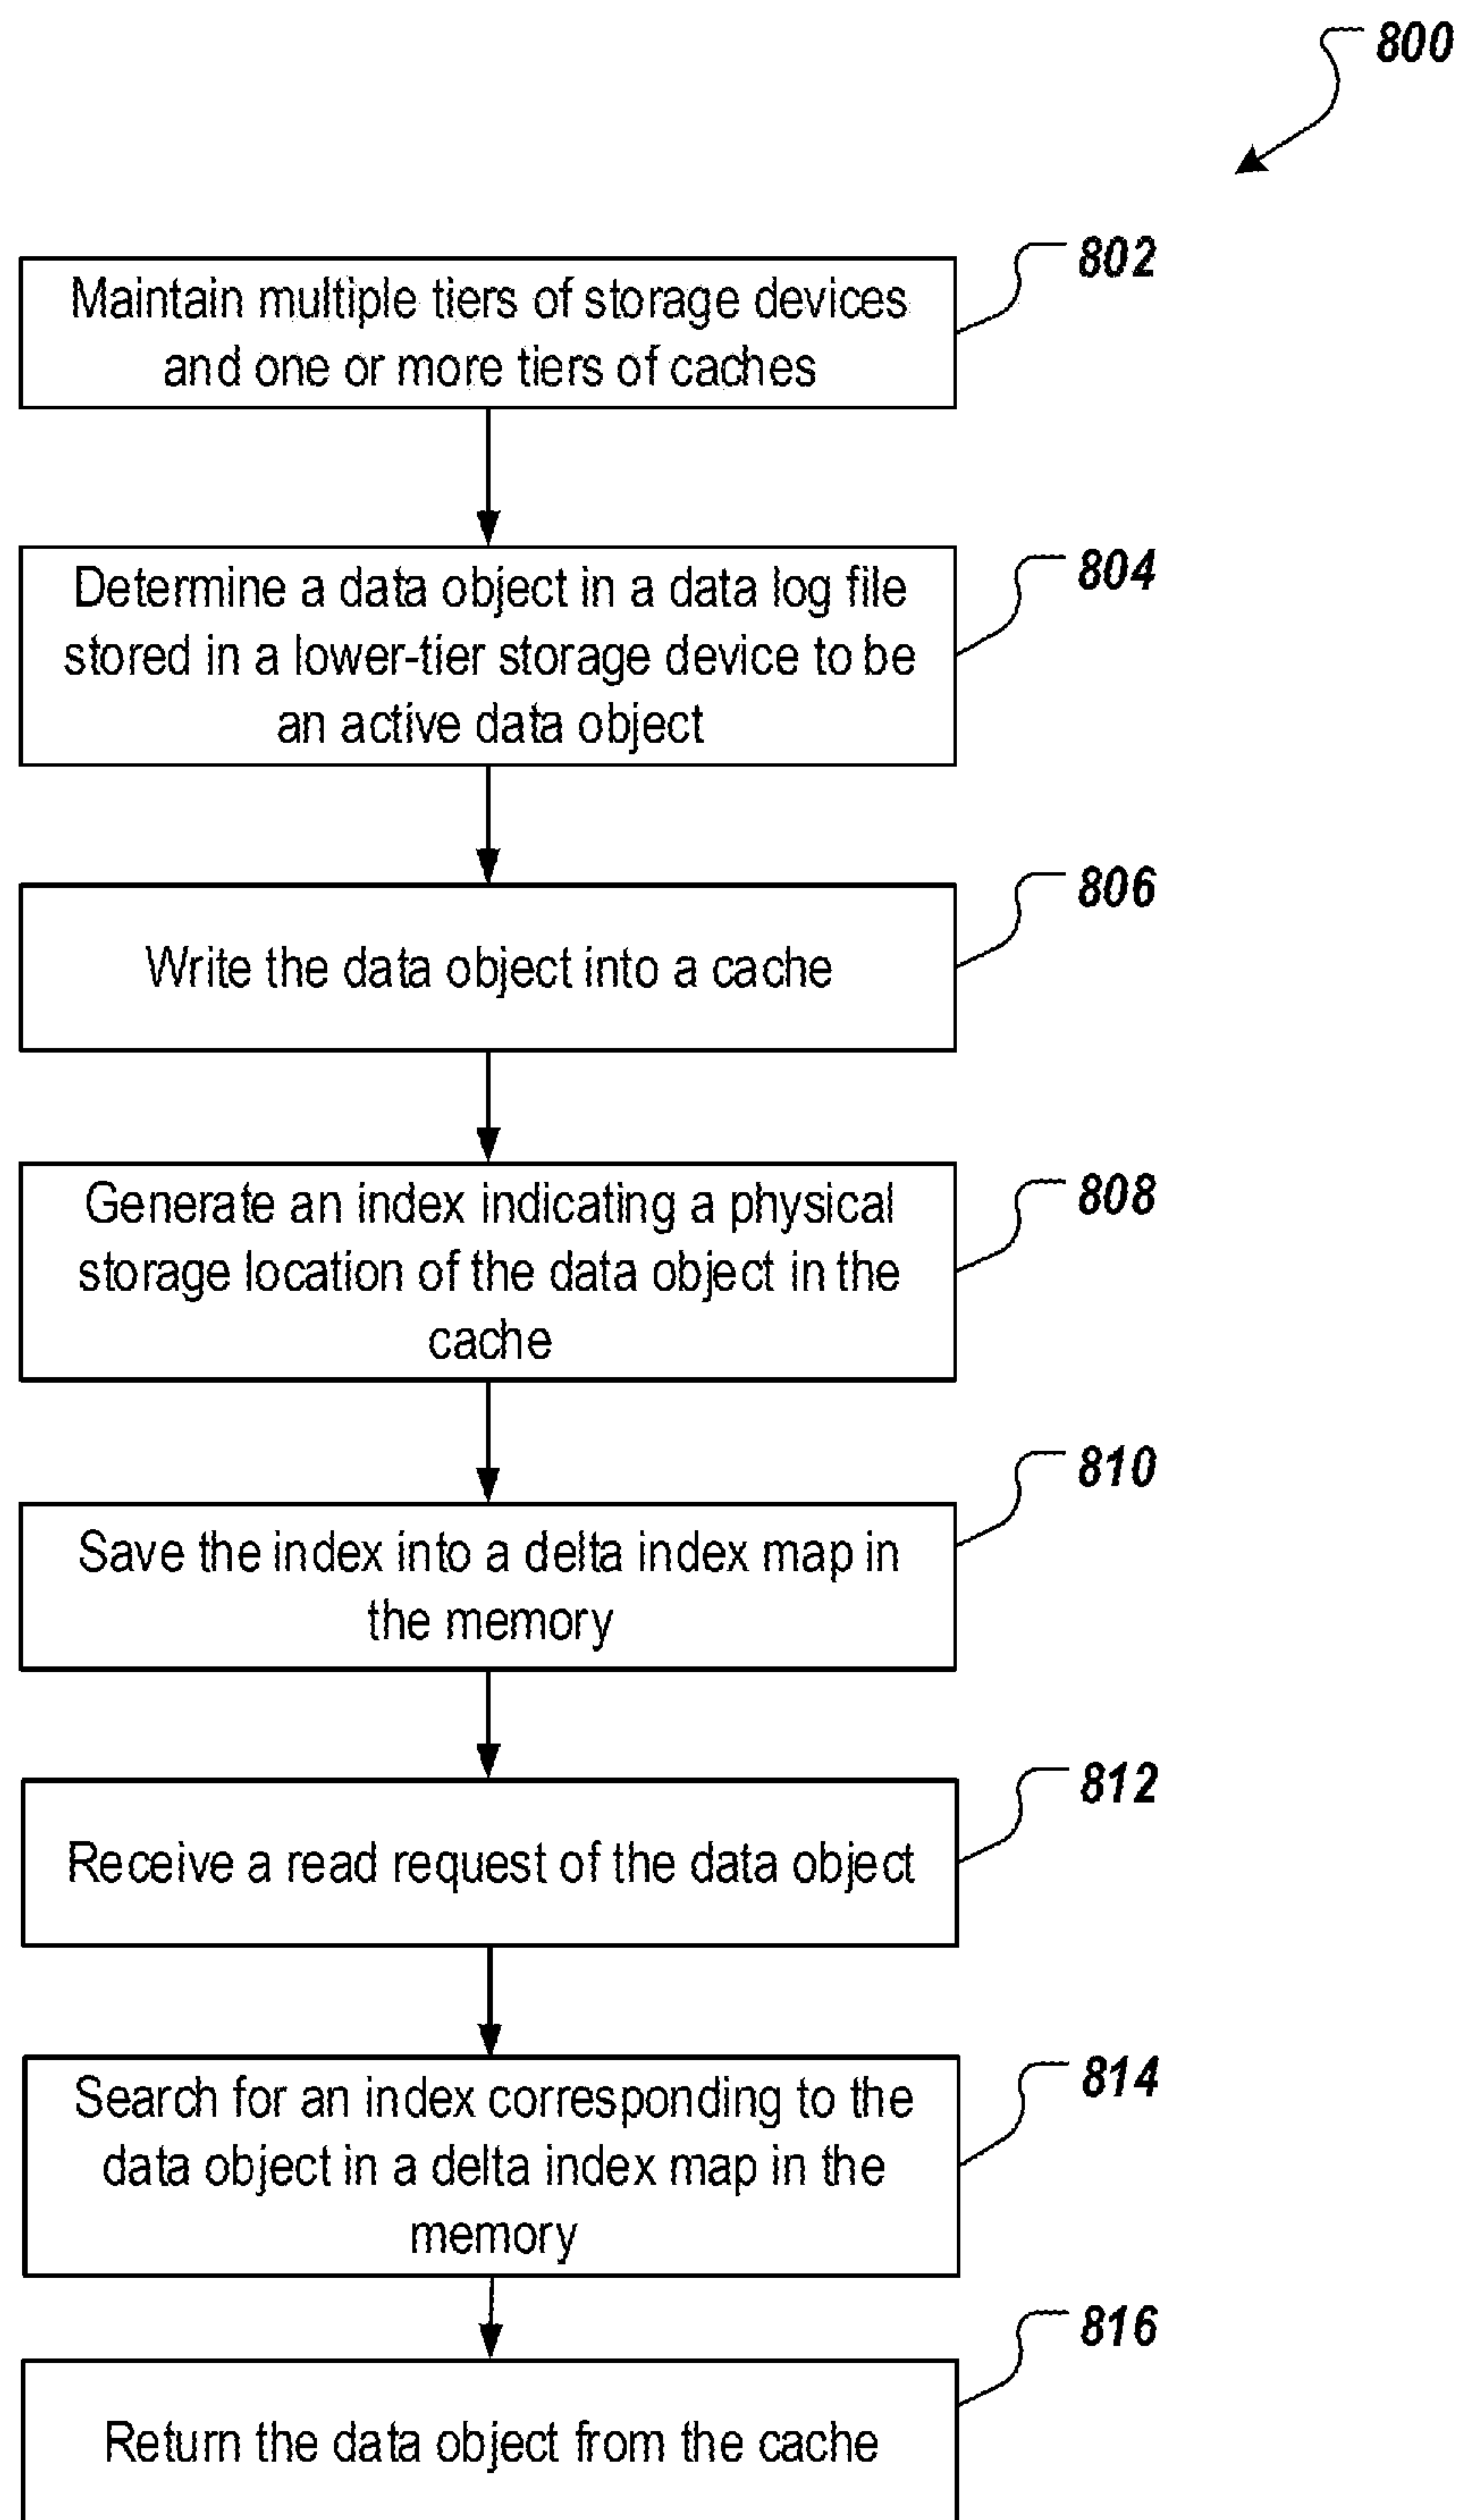 800
802
Maintain multiple tiers of storage devices
and one or more tiers of caches
804
Determine a data object in a data log file
stored in a lower-tier storage device to be
an active data object
806
Write the data object into a cache
808
Generate an index indicating a physical
storage location of the data object in the
cache
810
Save the index into a delta index map in
the memory
812
Receive a read request of the data object
814
Search for an index corresponding to the
data object in a delta index map in the
memory
816
Return the data object from the cache